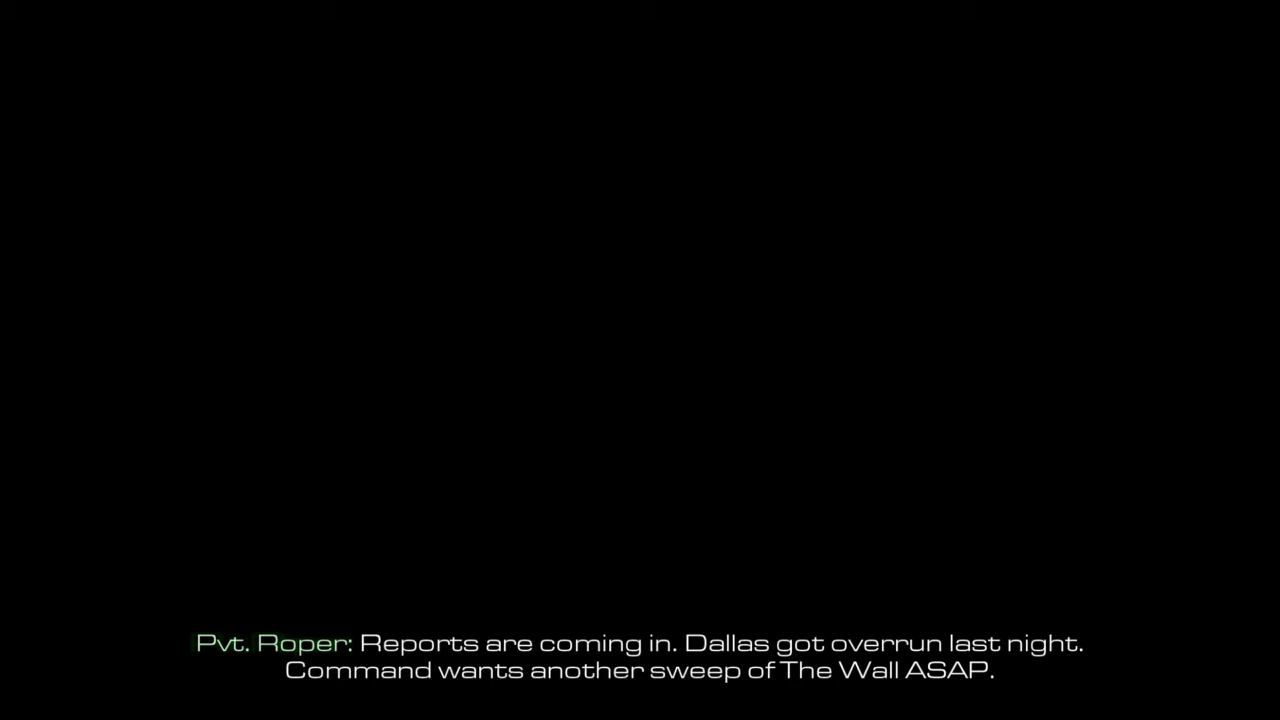 Pvt. Roper: Reports are coming in. Dallas got overrun last night.
Command wants another sweep of The Wall ASAP.